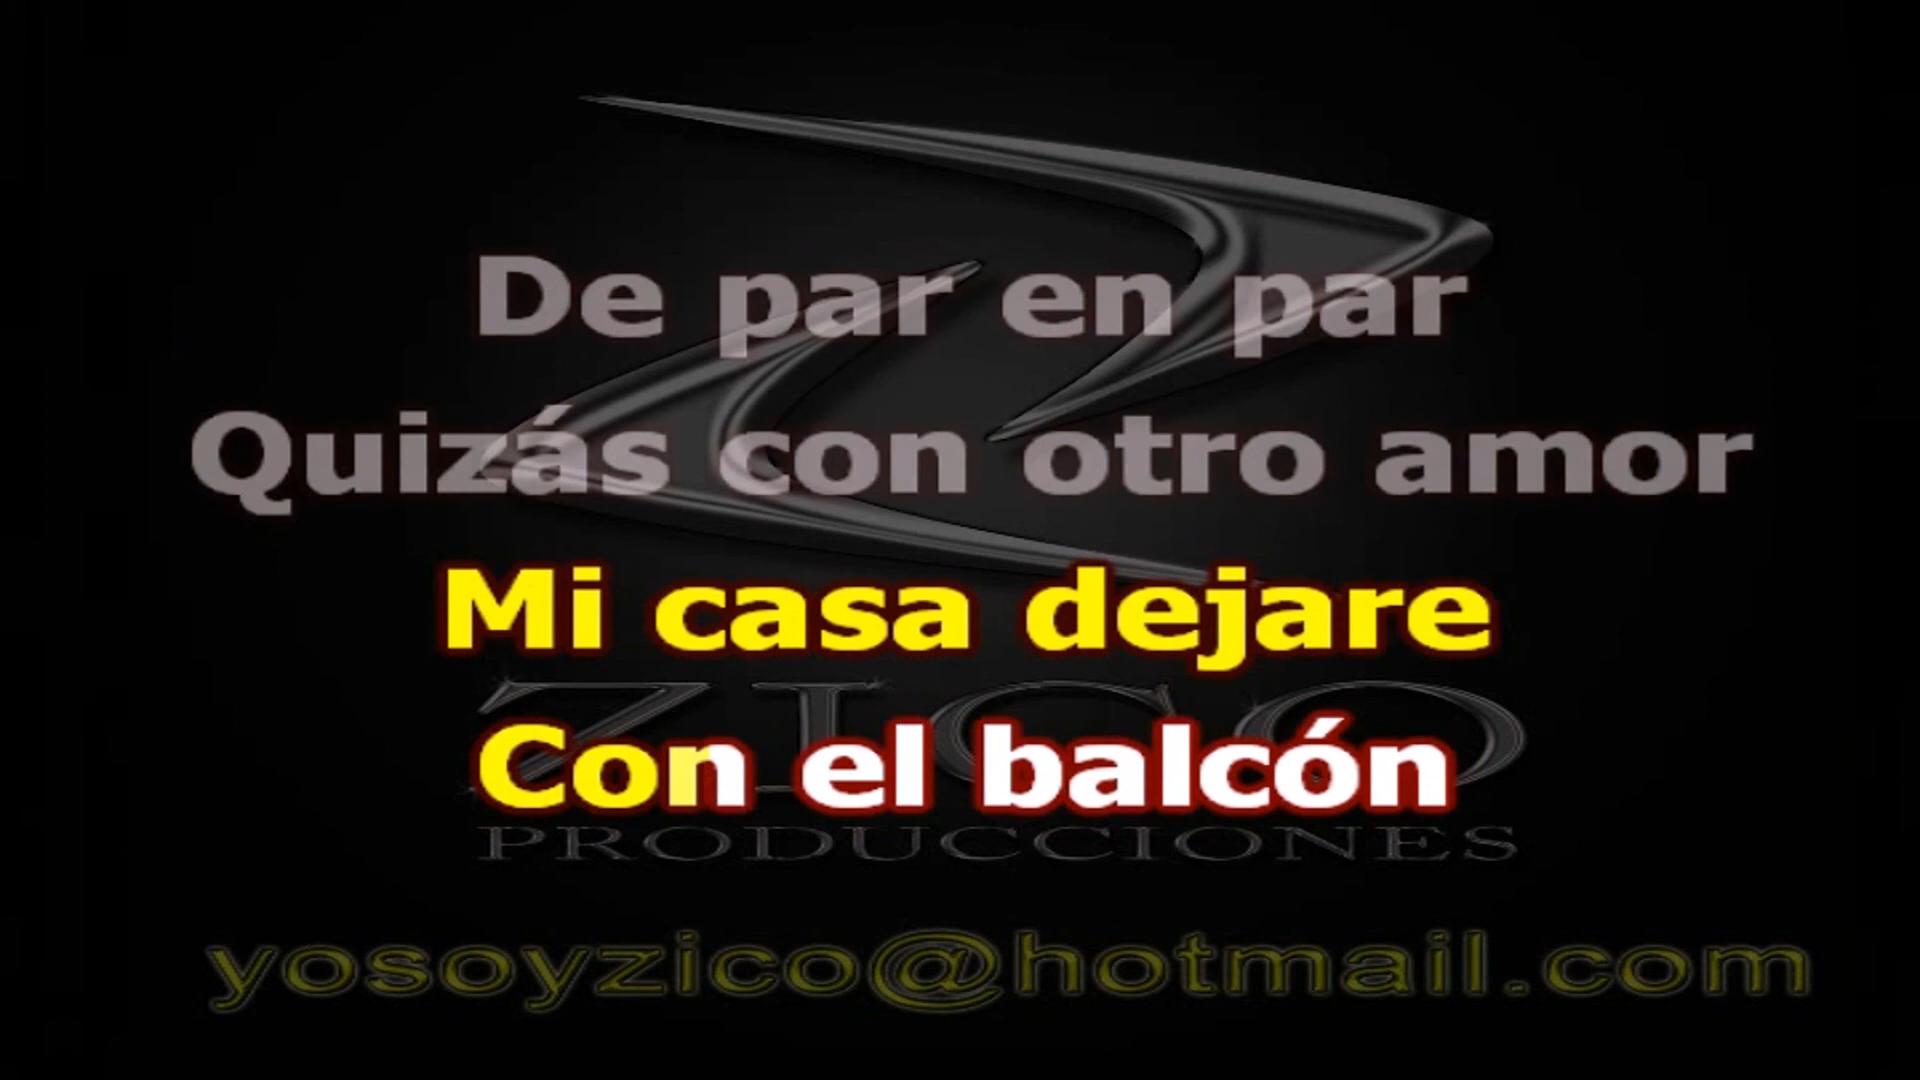 De par en par
Quizás con otro amor
Mi casa dejare
Con el balcón
ZICO
PRODUCCIONES
yosoyzico@hotmail.com